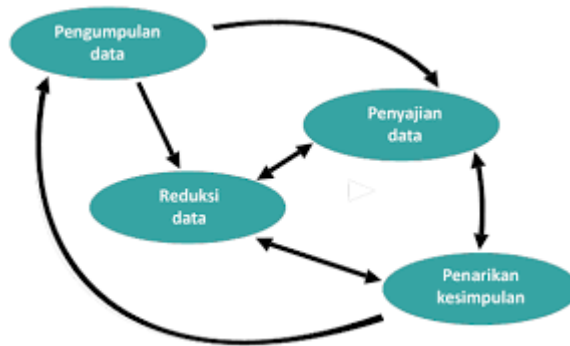 Pengumpulan
data
Penyajian
data
Reduksi
data
Penarikan
kesimpulan